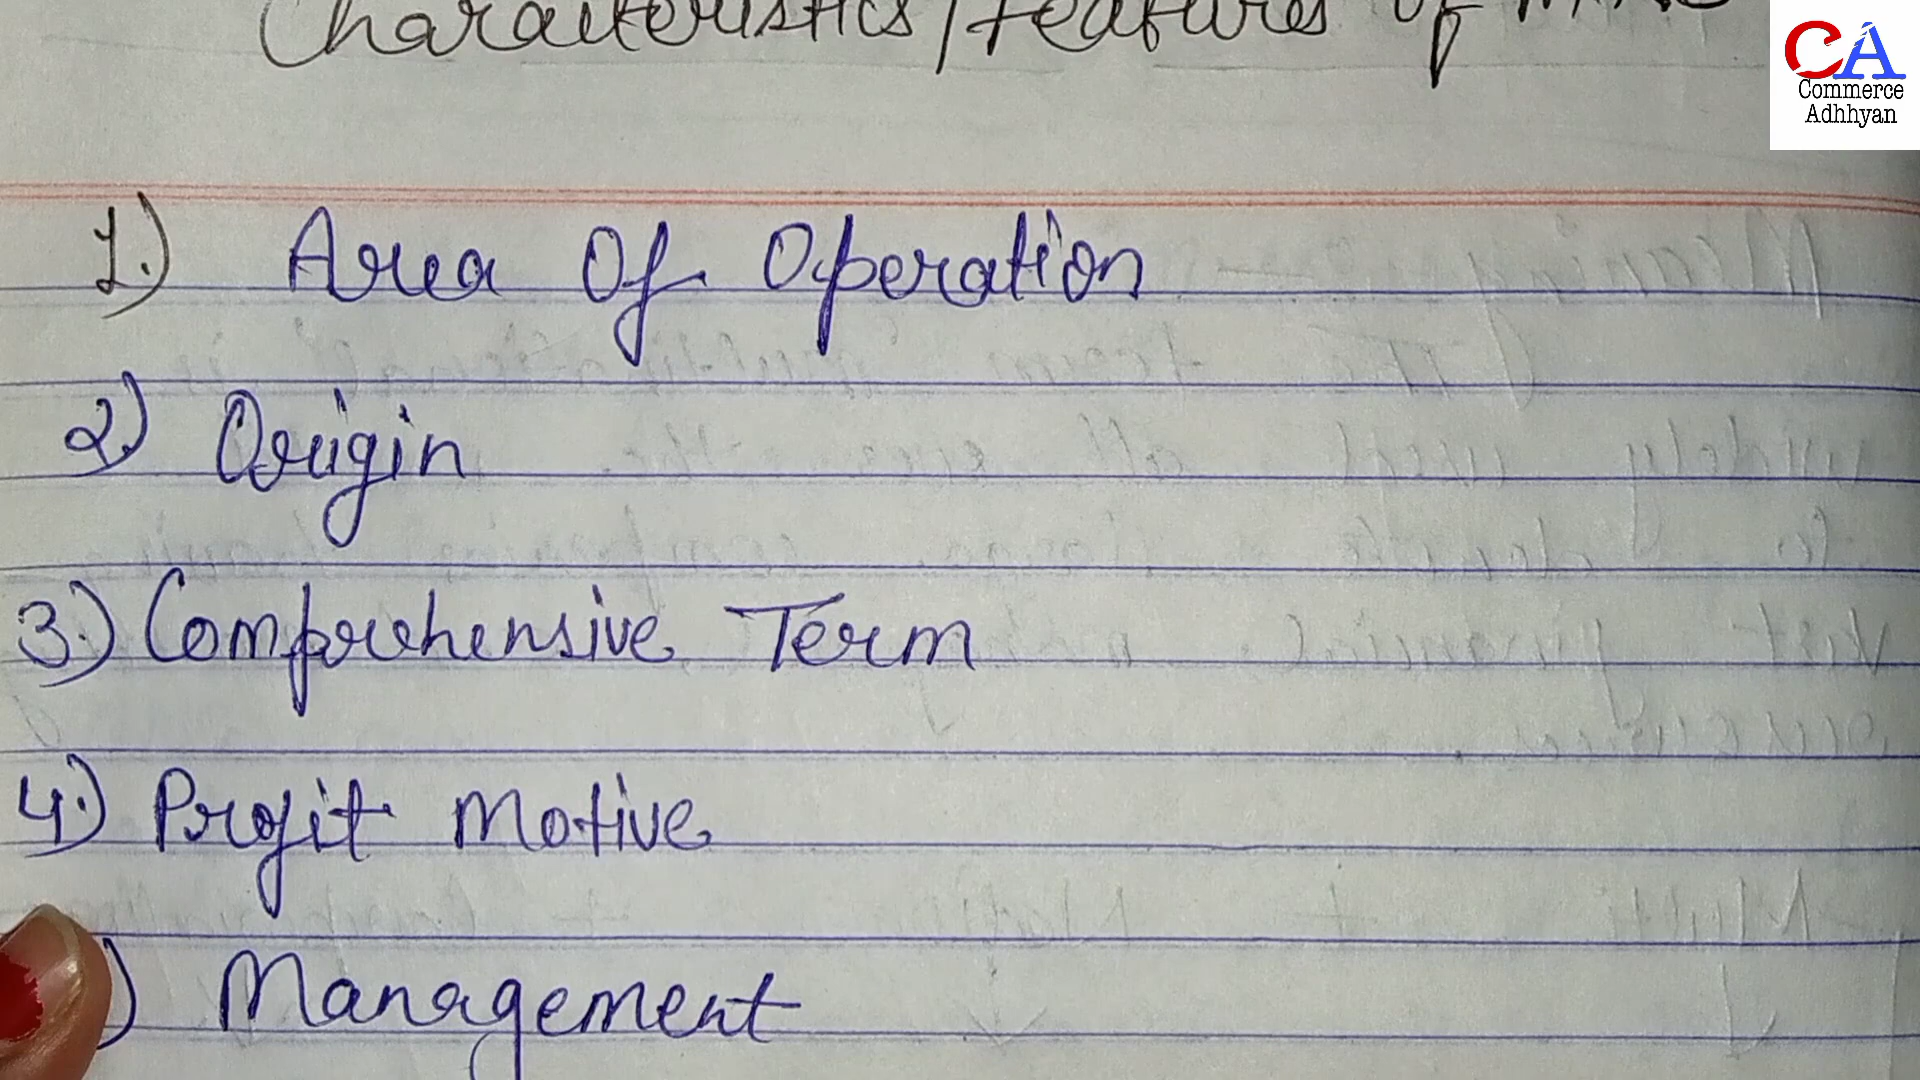 Characteristics/Features of
CA
Commerce
Adhhyan
1.) Area Of Operation
2.) Origin
3.) Comprehensive Term
4.) Profit Motive
) Management